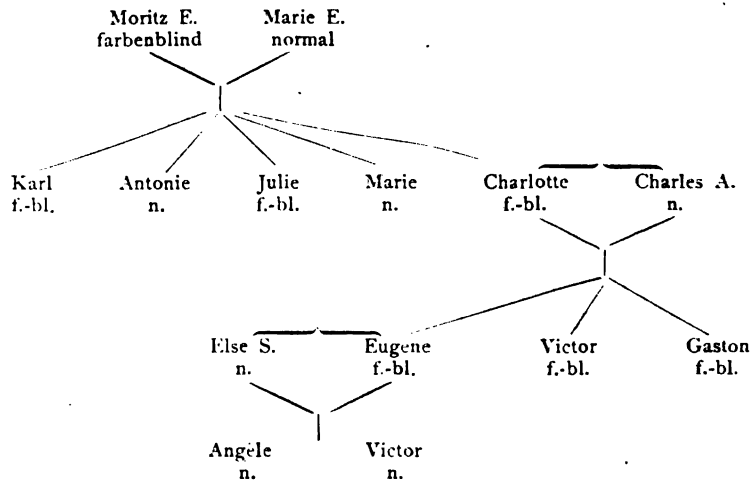 Moritz E. Marie E.
farbenblind normal
Karl Antonie Julie Marie Charlotte Charles A.
f.-bl. n. f.-bl. n. f.-bl. n.
Else S. Eugene Victor Gaston
n. f.-bl. f.-bl. f.-bl.
Angèle Victor
n. n.